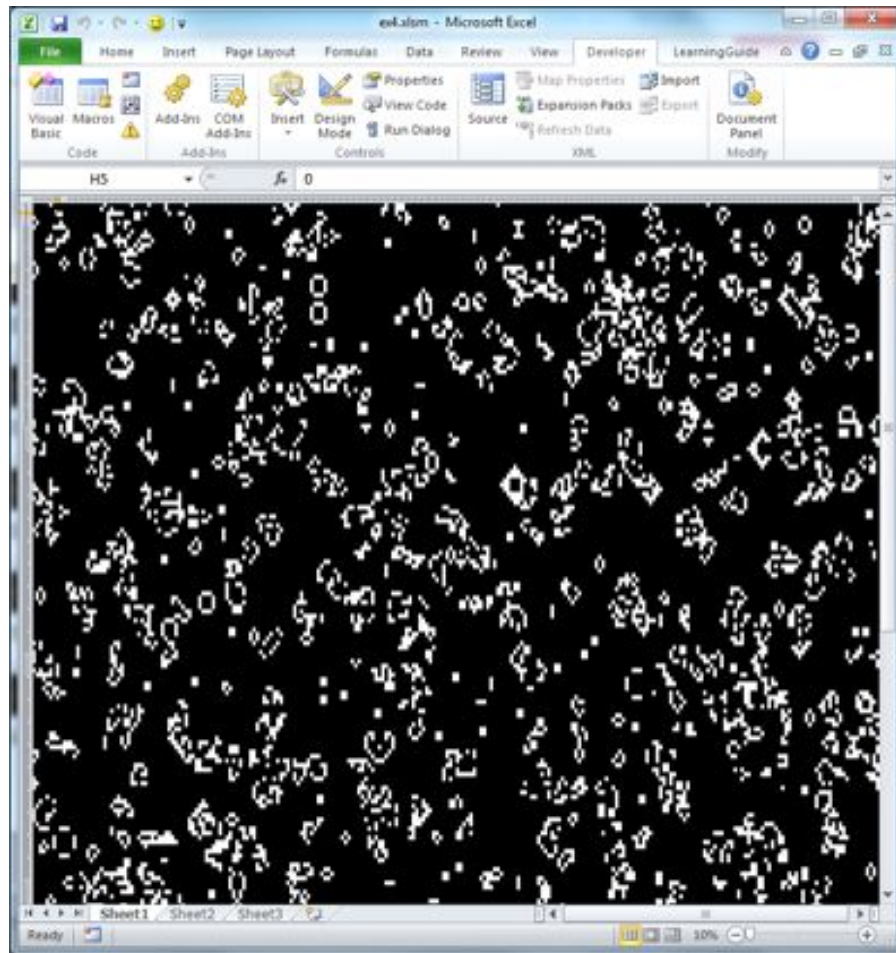 ex4.xlsm - Microsoft Excel
File Home Insert Page Layout Formulas Data Review View Developer LearningGuide
Properties Map Properties Import
View Code Expansion Packs Export
Visual Basic Macros Add-Ins COM Add-Ins Insert Design Mode Run Dialog Source Refresh Data Document Panel
Code Add-Ins Controls XML Modify
H5 fx 0
Sheet1 Sheet2 Sheet3
Ready 10%